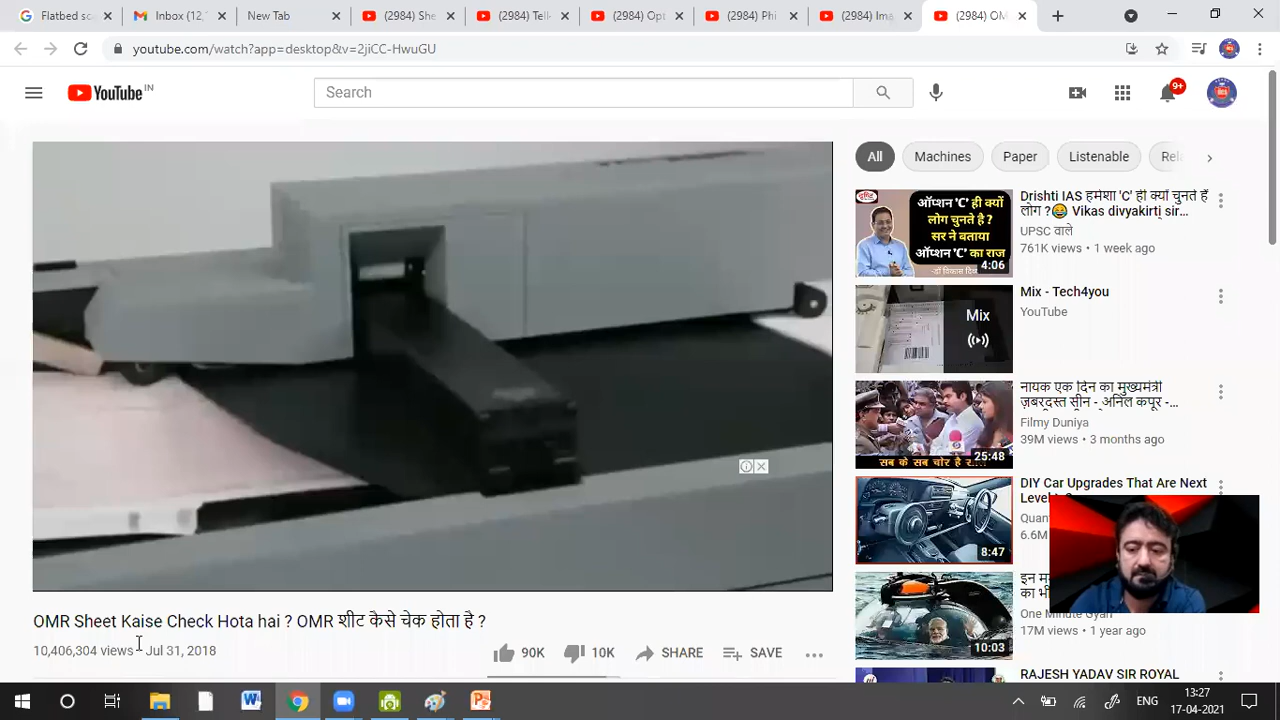 Flatbed sca
Inbox (12,
New Tab
(2984) She
(2984) Tell-
(2984) Opt
(2984) Phi
(2984) Ima
(2984) OM
youtube.com/watch?app=desktop&v=2jiCC-HwuGU
YouTube IN
Search
9+
All
Machines
Paper
Listenable
Rela
ऑप्शन 'C' ही क्यों
लोग चुनते है ?
सर ने बताया
ऑप्शन 'C' का राज
4:06
Drishti IAS हमेशा 'C' ही क्यों चुनते हैं
लोग ?😂 Vikas divyakirti sir...
UPSC वाले
761K views • 1 week ago
Mix
Mix - Tech4you
YouTube
सब के सब चोर है
25:48
नायक एक दिन का मुख्यमंत्री
ज़बरदस्त सीन - अनिल कपूर -...
Filmy Duniya
39M views • 3 months ago
8:47
DIY Car Upgrades That Are Next
Level
Quan
6.6M
10:03
इन म
का भी
One Minute Gyan
17M views • 1 year ago
RAJESH YADAV SIR ROYAL
OMR Sheet Kaise Check Hota hai ? OMR शीट केसे चेक होता हे ?
10,406,304 views • Jul 31, 2013
90K
10K
SHARE
SAVE
ENG
13:27
17-04-2021